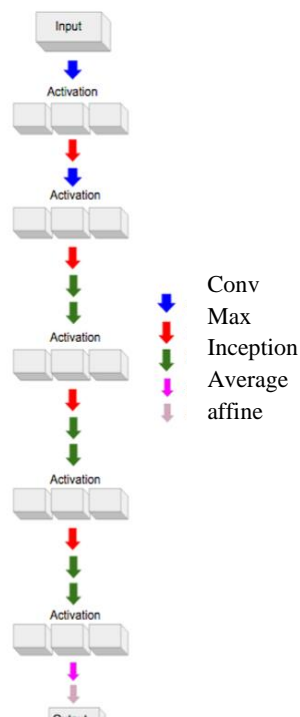 Input
Activation
Activation
Conv
Max
Inception
Average
affine
Activation
Activation
Activation